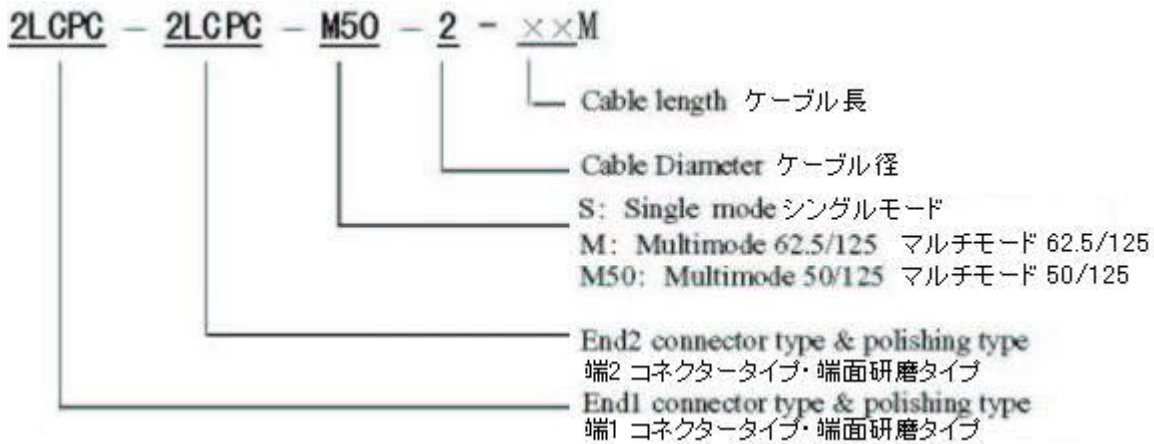 2LCPC - 2LCPC - M50 - 2 - ××M
Cable length ケーブル長
Cable Diameter ケーブル径
S: Single mode シングルモード
M: Multimode 62.5/125 マルチモード 62.5/125
M50: Multimode 50/125 マルチモード 50/125
End2 connector type & polishing type
端2 コネクタータイプ・端面研磨タイプ
End1 connector type & polishing type
端1 コネクタータイプ・端面研磨タイプ